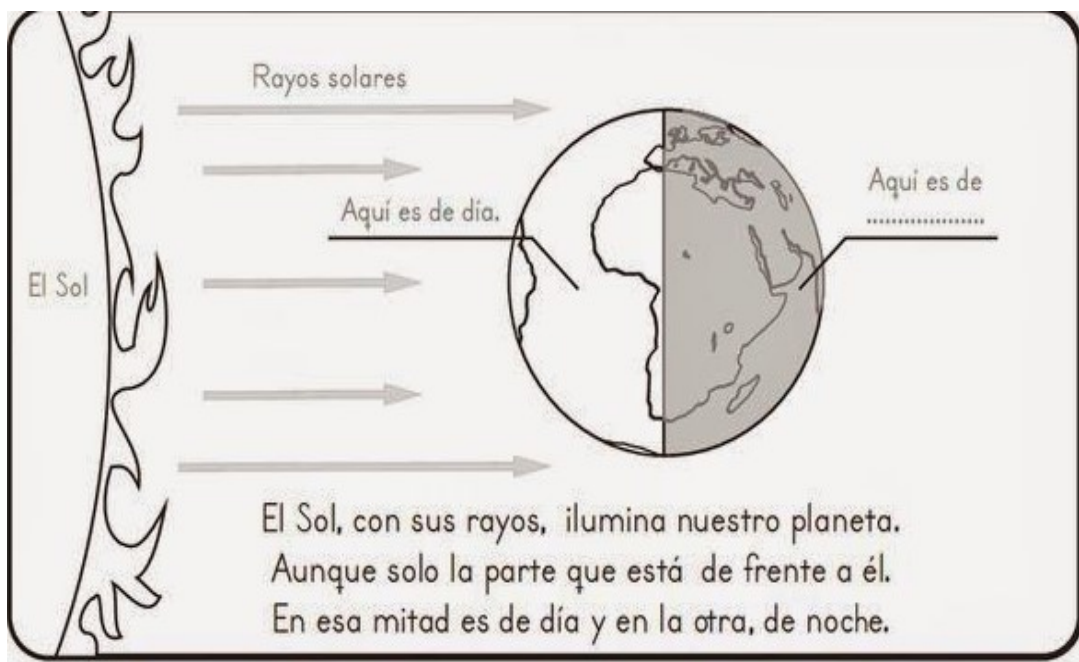 Rayos solares
Aquí es de día.
Aquí es de
....................
El Sol
El Sol, con sus rayos, ilumina nuestro planeta.
Aunque solo la parte que está de frente a él.
En esa mitad es de día y en la otra, de noche.